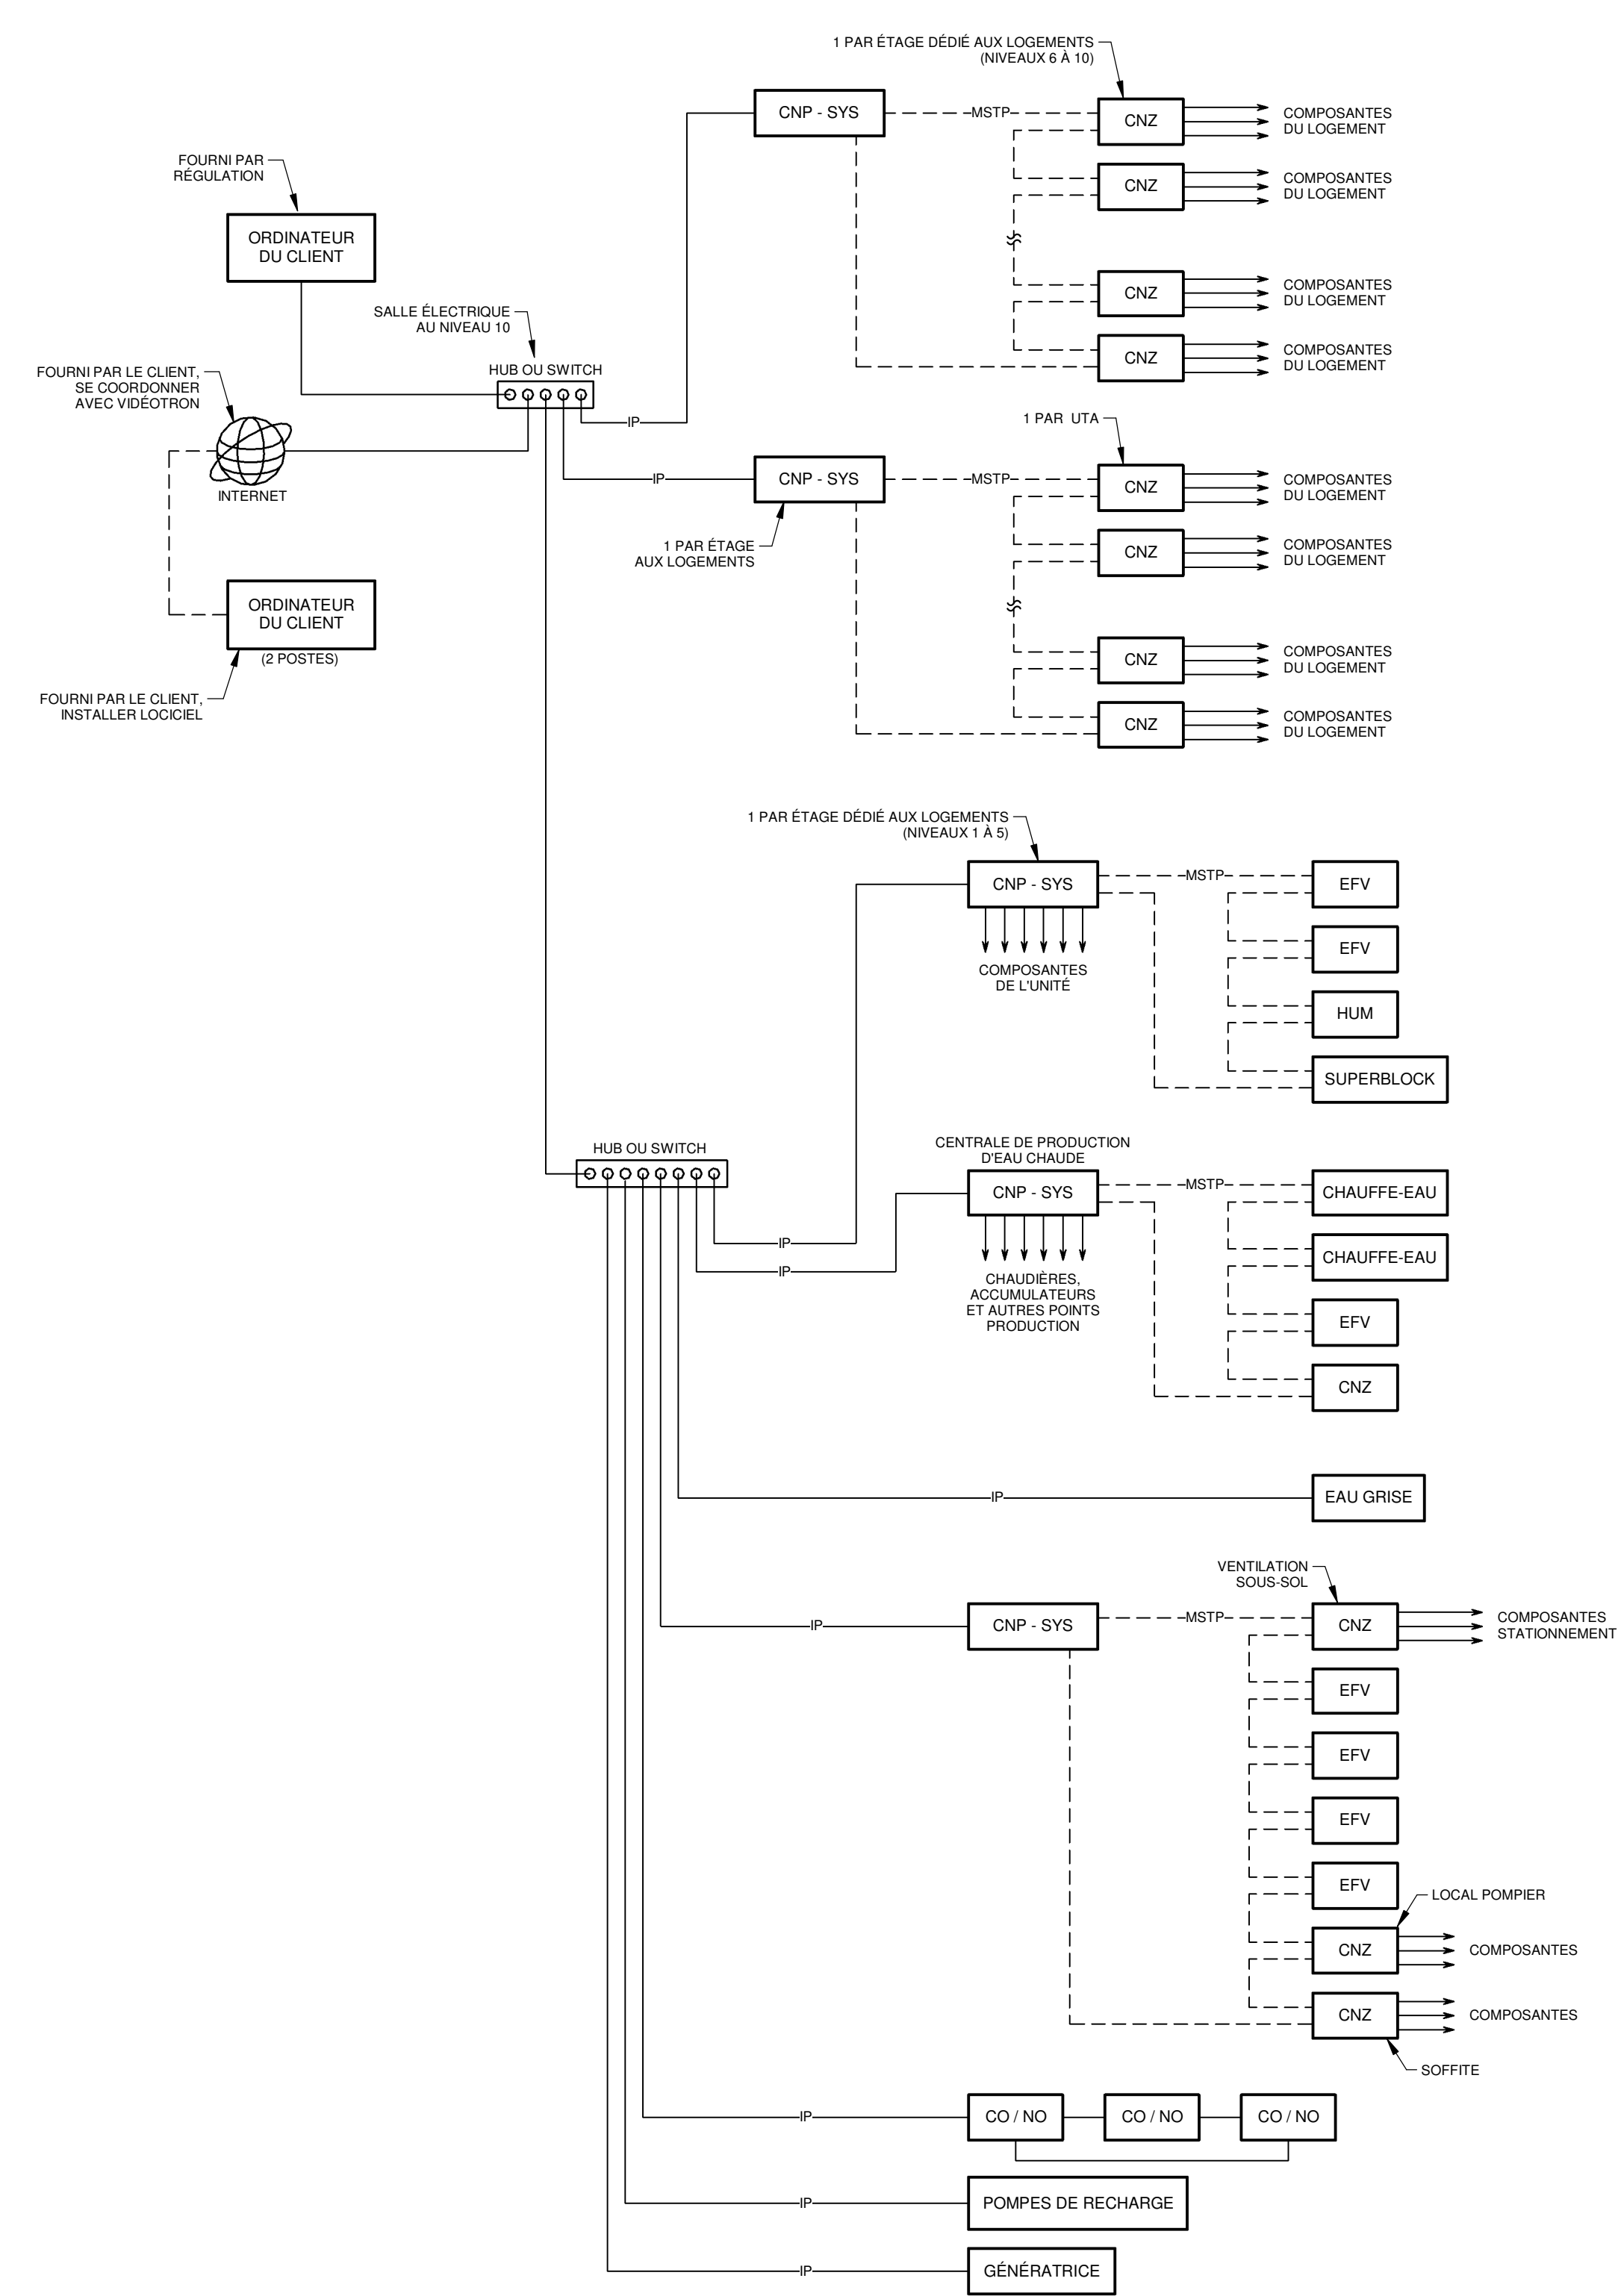 1 PAR ÉTAGE DÉDIÉ AUX LOGEMENTS
(NIVEAUX 6 À 10)
CNP - SYS
MSTP
CNZ
COMPOSANTES
DU LOGEMENT
CNZ
COMPOSANTES
DU LOGEMENT
CNZ
COMPOSANTES
DU LOGEMENT
CNZ
COMPOSANTES
DU LOGEMENT
FOURNI PAR
RÉGULATION
ORDINATEUR
DU CLIENT
SALLE ÉLECTRIQUE
AU NIVEAU 10
HUB OU SWITCH
IP
FOURNI PAR LE CLIENT,
SE COORDONNER
AVEC VIDÉOTRON
INTERNET
ORDINATEUR
DU CLIENT
(2 POSTES)
FOURNI PAR LE CLIENT,
INSTALLER LOCICIEL
1 PAR UTA
IP
CNP - SYS
MSTP
1 PAR ÉTAGE
AUX LOGEMENTS
CNZ
COMPOSANTES
DU LOGEMENT
CNZ
COMPOSANTES
DU LOGEMENT
CNZ
COMPOSANTES
DU LOGEMENT
CNZ
COMPOSANTES
DU LOGEMENT
1 PAR ÉTAGE DÉDIÉ AUX LOGEMENTS
(NIVEAUX 1 À 5)
CNP - SYS
MSTP
EFV
EFV
HUM
SUPERBLOCK
COMPOSANTES
DE L'UNITÉ
HUB OU SWITCH
IP
IP
CENTRALE DE PRODUCTION
D'EAU CHAUDE
CNP - SYS
MSTP
CHAUFFE-EAU
CHAUFFE-EAU
EFV
CNZ
CHAUDIÈRES,
ACCUMULATEURS
ET AUTRES POINTS
PRODUCTION
IP
EAU GRISE
VENTILATION
SOUS-SOL
IP
CNP - SYS
MSTP
CNZ
COMPOSANTES
STATIONNEMENT
EFV
EFV
EFV
EFV
LOCAL POMPIER
CNZ
COMPOSANTES
CNZ
COMPOSANTES
SOFFITE
IP
CO / NO
CO / NO
CO / NO
IP
POMPES DE RECHARGE
IP
GÉNÉRATRICE